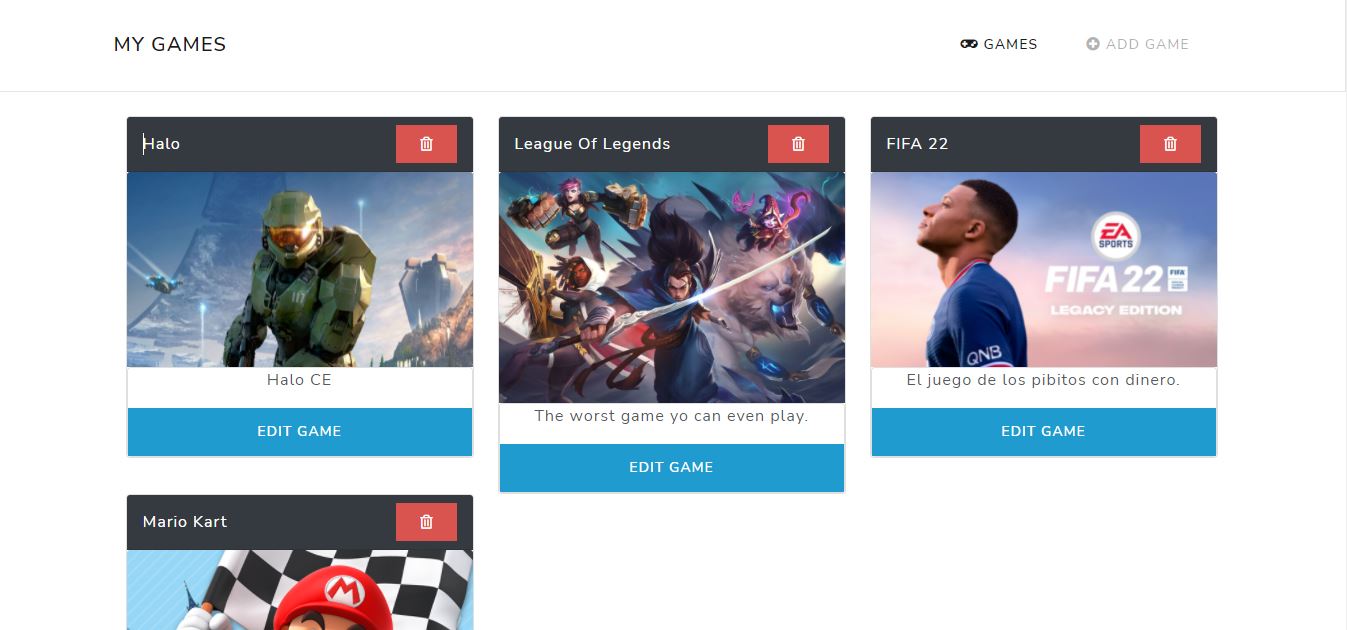 MY GAMES
GAMES
ADD GAME
Halo
League Of Legends
FIFA 22
117
EA
SPORTS
FIFA 22
FIFA
LEGACY EDITION
QNB
Halo CE
The worst game yo can even play.
El juego de los pibitos con dinero.
EDIT GAME
EDIT GAME
EDIT GAME
Mario Kart
M